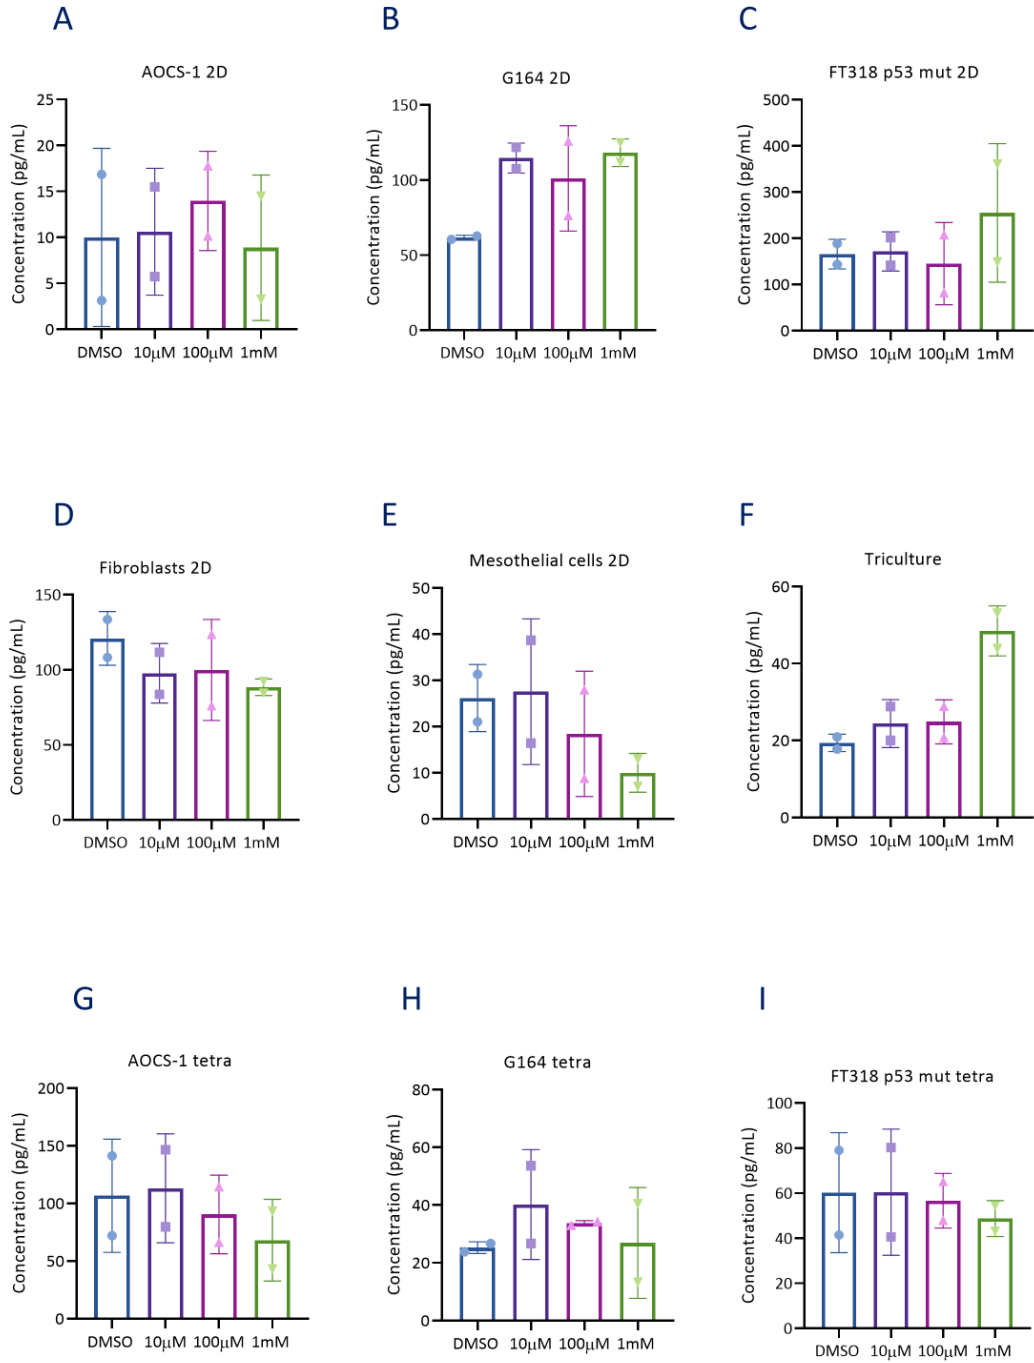 A
B
C
AOCS-1 2D
G164 2D
FT318 p53 mut 2D
Concentration (pg/mL)
25
20
15
10
5
0
DMSO 10μM 100μM 1mM
Concentration (pg/mL)
150
100
50
0
DMSO 10μM 100μM 1mM
Concentration (pg/mL)
500
400
300
200
100
0
DMSO 10μM 100μM 1mM
D
E
F
Fibroblasts 2D
Mesothelial cells 2D
Triculture
Concentration (pg/mL)
150
100
50
0
DMSO 10μM 100μM 1mM
Concentration (pg/mL)
50
40
30
20
10
0
DMSO 10μM 100μM 1mM
Concentration (pg/mL)
60
40
20
0
DMSO 10μM 100μM 1mM
G
H
I
AOCS-1 tetra
G164 tetra
FT318 p53 mut tetra
Concentration (pg/mL)
200
150
100
50
0
DMSO 10μM 100μM 1mM
Concentration (pg/mL)
80
60
40
20
0
DMSO 10μM 100μM 1mM
Concentration (pg/mL)
100
80
60
40
20
0
DMSO 10μM 100μM 1mM